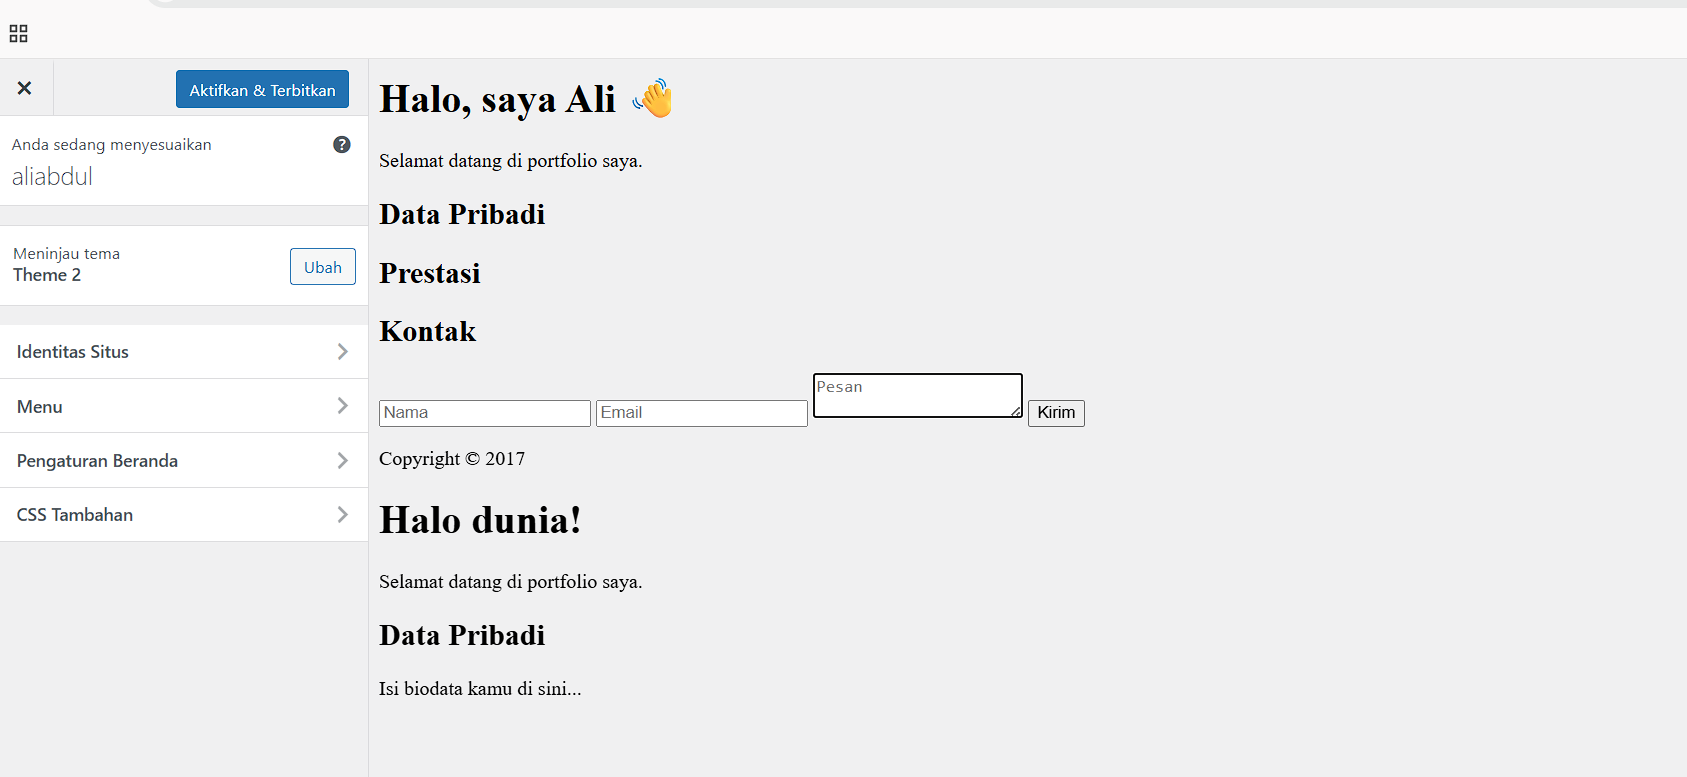 Aktifkan & Terbitkan
Anda sedang menyesuaikan
aliabdul
Meninjau tema
Theme 2
Ubah
Identitas Situs
Menu
Pengaturan Beranda
CSS Tambahan
Halo, saya Ali 👋
Selamat datang di portfolio saya.
Data Pribadi
Prestasi
Kontak
Nama Email Pesan Kirim
Copyright © 2017
Halo dunia!
Selamat datang di portfolio saya.
Data Pribadi
Isi biodata kamu di sini...